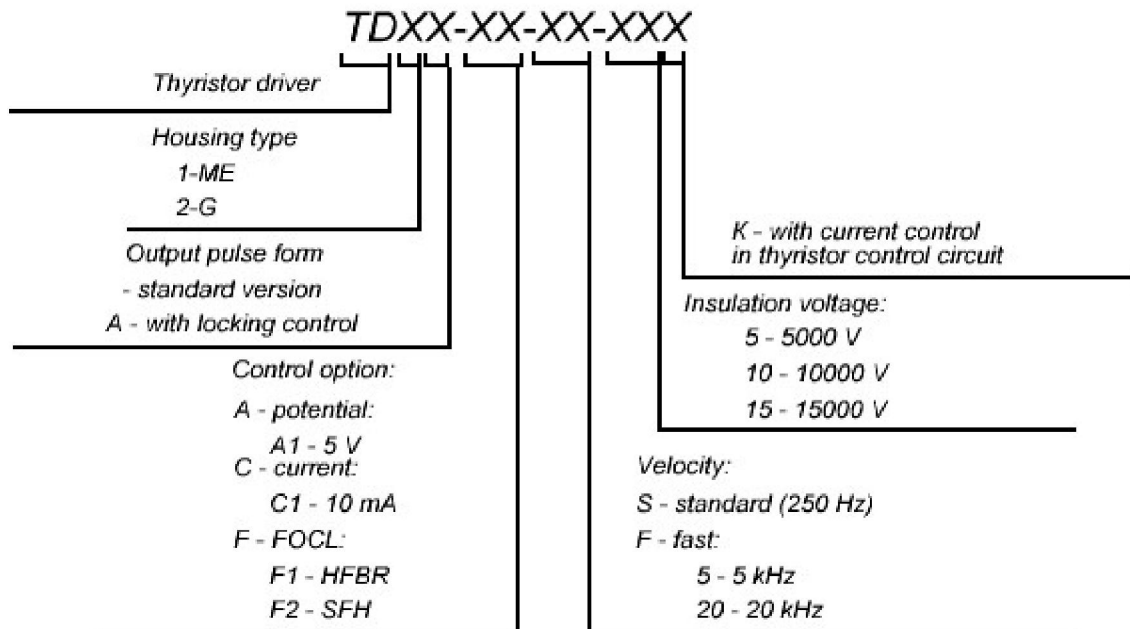 TDXX-XX-XX-XXX
Thyristor driver
Housing type
1-ME
2-G
Output pulse form
- standard version
A - with locking control
Control option:
A - potential:
A1 - 5 V
C - current:
C1 - 10 mA
F - FOCL:
F1 - HFBR
F2 - SFH
K - with current control
in thyristor control circuit
Insulation voltage:
5 - 5000 V
10 - 10000 V
15 - 15000 V
Velocity:
S - standard (250 Hz)
F - fast:
5 - 5 kHz
20 - 20 kHz